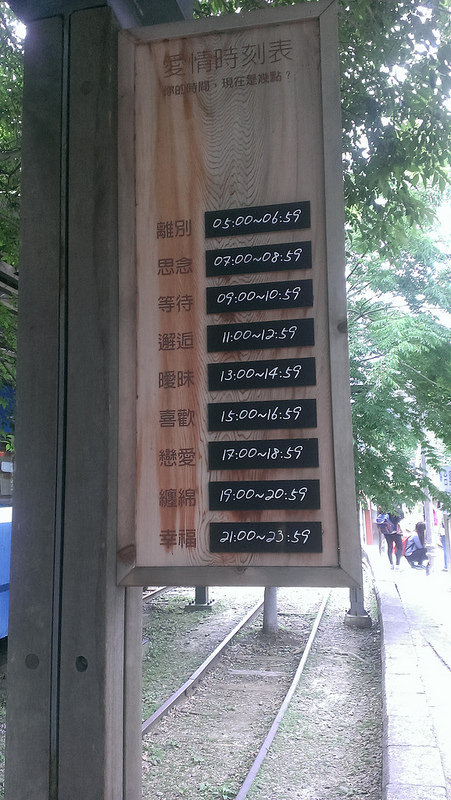 愛情時刻表
你的時間，現在是幾點？
離別 05:00~06:59
思念 07:00~08:59
等待 09:00~10:59
邂逅 11:00~12:59
曖昧 13:00~14:59
喜歡 15:00~16:59
戀愛 17:00~18:59
纏綿 19:00~20:59
幸福 21:00~23:59